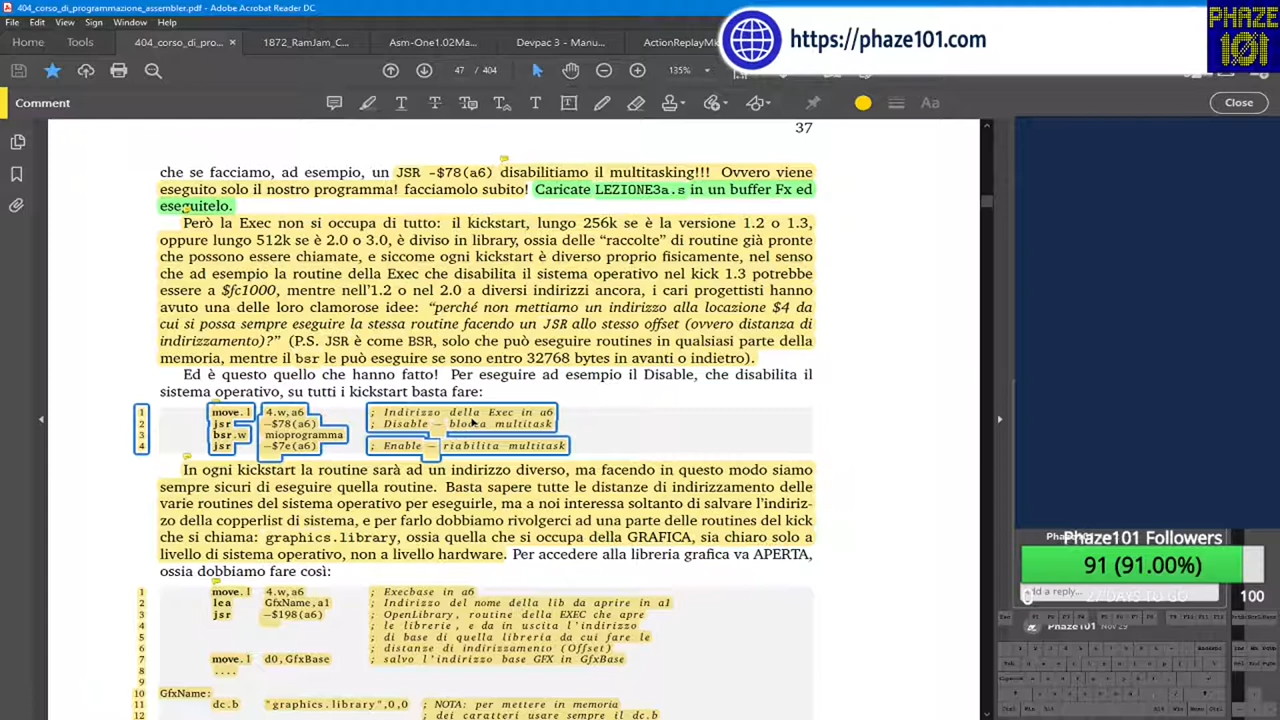 404_corso_di_programmazione_assembler.pdf - Adobe Acrobat Reader DC
File Edit View Sign Window Help
Home Tools 404_corso_di_pro... × 1872_RamJam_C... Asm-One1.02Ma... Devpac 3 - Manu... ActionReplayMk
https://phaze101.com
PHAZE
101
47 / 404 135%
Comment
Close
37
che se facciamo, ad esempio, un JSR -$78(a6) disabilitiamo il multitasking!!! Ovvero viene
eseguito solo il nostro programma! facciamolo subito! Caricate LEZIONE3a.s in un buffer Fx ed
eseguitelo.
Però la Exec non si occupa di tutto: il kickstart, lungo 256k se è la versione 1.2 o 1.3,
oppure lungo 512k se è 2.0 o 3.0, è diviso in library, ossia delle “raccolte” di routine già pronte
che possono essere chiamate, e siccome ogni kickstart è diverso proprio fisicamente, nel senso
che ad esempio la routine della Exec che disabilita il sistema operativo nel kick 1.3 potrebbe
essere a $fc1000, mentre nell'1.2 o nel 2.0 a diversi indirizzi ancora, i cari progettisti hanno
avuto una delle loro clamorose idee: “perché non mettiamo un indirizzo alla locazione $4 da
cui si possa sempre eseguire la stessa routine facendo un JSR allo stesso offset (ovvero distanza di
indirizzamento)?” (P.S. JSR è come BSR, solo che può eseguire routines in qualsiasi parte della
memoria, mentre il bsr le può eseguire se sono entro 32768 bytes in avanti o indietro).
Ed è questo quello che hanno fatto! Per eseguire ad esempio il Disable, che disabilita il
sistema operativo, su tutti i kickstart basta fare:
1 move.l 4.w,a6 ; Indirizzo della Exec in a6
2 jsr -$78(a6) ; Disable — blocca multitask
3 bsr.w mioprogramma
4 jsr -$7e(a6) ; Enable — riabilita multitask
In ogni kickstart la routine sarà ad un indirizzo diverso, ma facendo in questo modo siamo
sempre sicuri di eseguire quella routine. Basta sapere tutte le distanze di indirizzamento delle
varie routines del sistema operativo per eseguirle, ma a noi interessa soltanto di salvare l'indiriz-
zo della copperlist di sistema, e per farlo dobbiamo rivolgerci ad una parte delle routines del kick
che si chiama: graphics.library, ossia quella che si occupa della GRAFICA, sia chiaro solo a
livello di sistema operativo, non a livello hardware. Per accedere alla libreria grafica va APERTA,
ossia dobbiamo fare così:
1 move.l 4.w,a6 ; Execbase in a6
2 lea GfxName,a1 ; Indirizzo del nome della lib da aprire in a1
3 jsr -$198(a6) ; OpenLibrary, routine della EXEC che apre
4 ; le librerie, e da in uscita l'indirizzo
5 ; di base di quella libreria da cui fare le
6 ; distanze di indirizzamento (Offset)
7 move.l d0,GfxBase ; salvo l'indirizzo base GFX in GfxBase
8 ....
9
10 GfxName:
11 dc.b "graphics.library",0,0 ; NOTA: per mettere in memoria
12 ; dei caratteri usare sempre il dc.b
Phaze101 Followers
91 (91.00%)
0 27 DAYS TO GO 100
Add a reply...
Phaze101 Nov 29